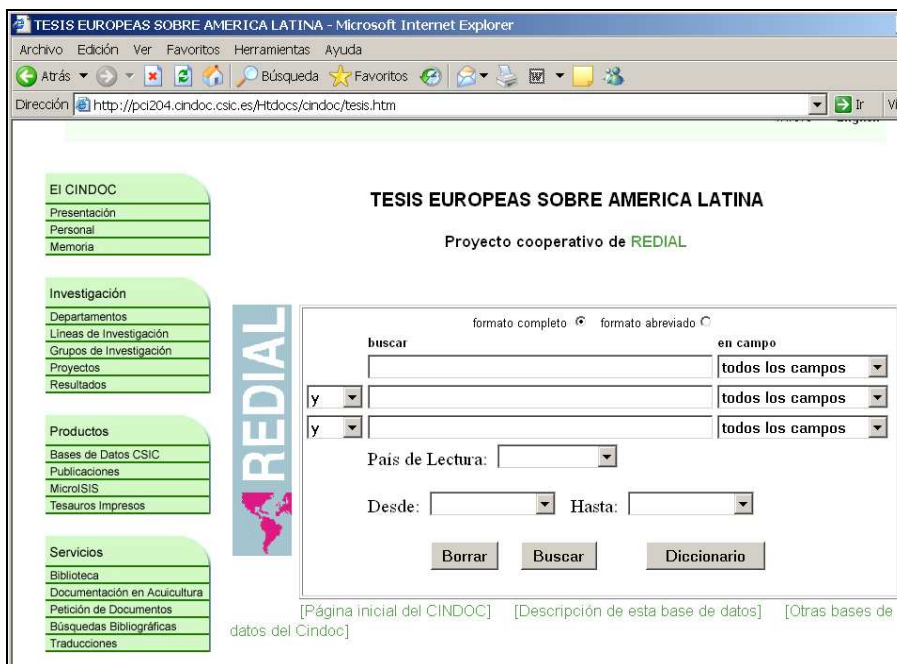 TESIS EUROPEAS SOBRE AMERICA LATINA - Microsoft Internet Explorer
Archivo Edición Ver Favoritos Herramientas Ayuda
Atrás Búsqueda Favoritos
Dirección http://pci204.cindoc.csic.es/Htdocs/cindoc/tesis.htm Ir
El CINDOC
Presentación
Personal
Memoria
Investigación
Departamentos
Líneas de Investigación
Grupos de Investigación
Proyectos
Resultados
Productos
Bases de Datos CSIC
Publicaciones
MicroISIS
Tesauros Impresos
Servicios
Biblioteca
Documentación en Acuicultura
Petición de Documentos
Búsquedas Bibliográficas
Traducciones
TESIS EUROPEAS SOBRE AMERICA LATINA
Proyecto cooperativo de REDIAL
REDIAL
formato completo formato abreviado
buscar en campo
todos los campos
y todos los campos
y todos los campos
País de Lectura:
Desde: Hasta:
Borrar Buscar Diccionario
[Página inicial del CINDOC] [Descripción de esta base de datos] [Otras bases de
datos del Cindoc]